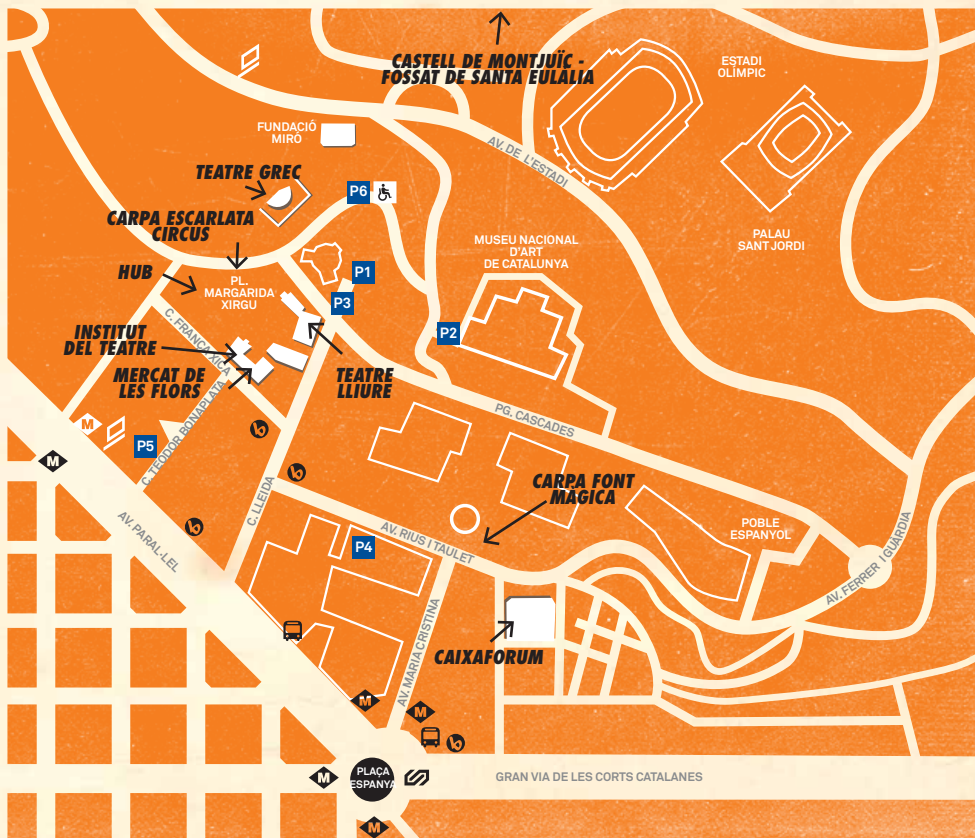 CASTELL DE MONTJUÏC -
FOSSAT DE SANTA EULÀLIA
ESTADI
OLÍMPIC
FUNDACIÓ
MIRÓ
AV. DE L'ESTADI
TEATRE GREC
P6
CARPA ESCARLATA
CIRCUS
PALAU
SANT JORDI
MUSEU NACIONAL
D'ART
DE CATALUNYA
HUB
P1
PL.
MARGARIDA
XIRGU
P3
C. FRANÇA XICA
P2
INSTITUT
DEL TEATRE
MERCAT DE
LES FLORS
TEATRE
LLIURE
PG. CASCADES
M
P5
C. TEODOR BONAPLATA
M
C. LLEIDA
CARPA FONT
MÀGICA
AV. PARAL·LEL
AV. RIUS I TAULET
P4
POBLE
ESPANYOL
AV. FERRER I GUÀRDIA
AV. MARIA CRISTINA
CAIXAFORUM
M
M
M
PLAÇA
ESPANYA
GRAN VIA DE LES CORTS CATALANES
M